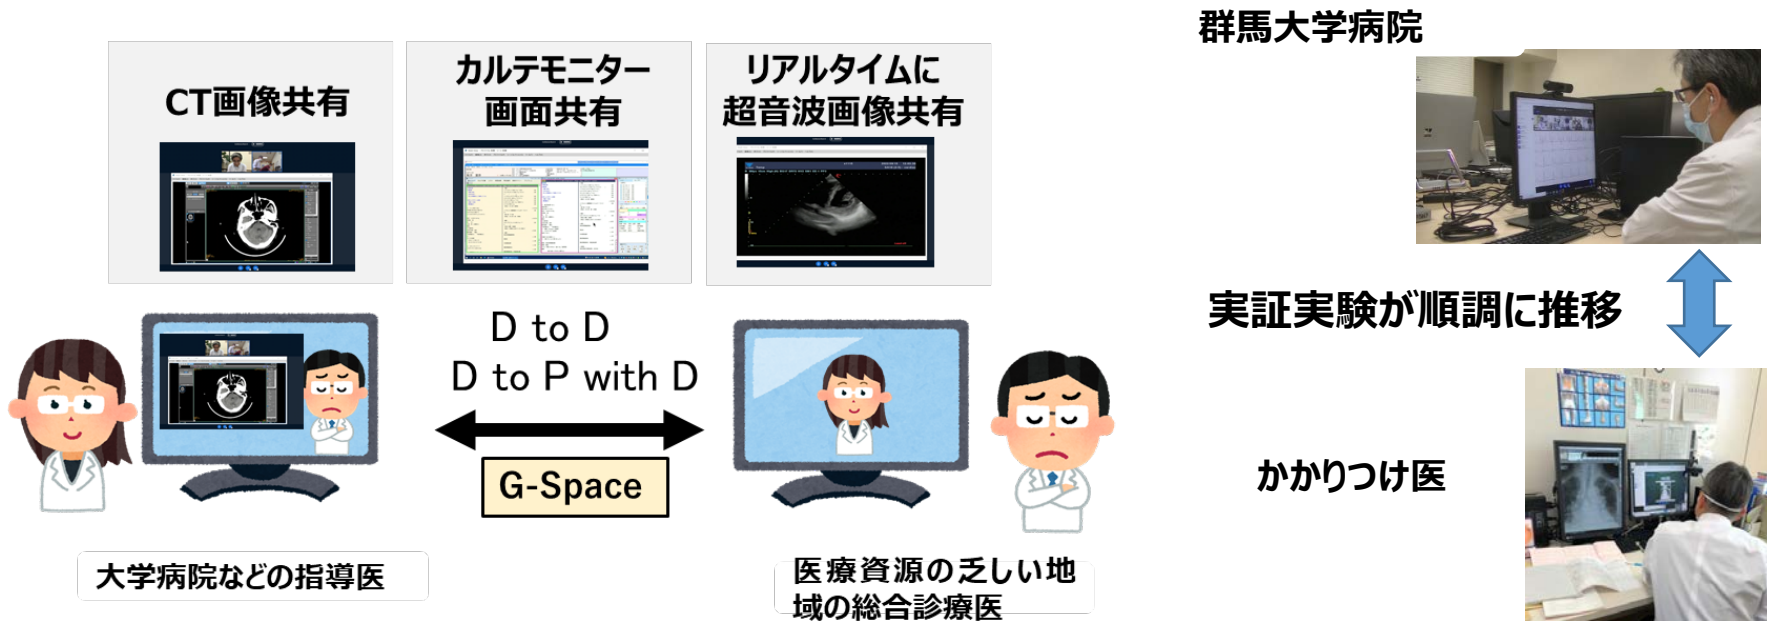 群馬大学病院
CT画像共有
カルテモニター
画面共有
リアルタイムに
超音波画像共有
D to D
D to P with D
G-Space
実証実験が順調に推移
かかりつけ医
大学病院などの指導医
医療資源の乏しい地
域の総合診療医